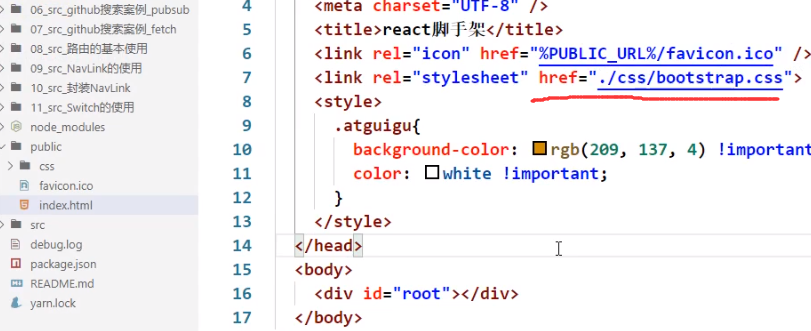 06_src_github搜索案例_pubsub
07_src_github搜索案例_fetch
08_src_路由的基本使用
09_src_NavLink的使用
10_src_封装NavLink
11_src_Switch的使用
node_modules
public
css
favicon.ico
index.html
src
debug.log
package.json
README.md
yarn.lock
4 <meta charset="UTF-8" />
5 <title>react脚手架</title>
6 <link rel="icon" href="%PUBLIC_URL%/favicon.ico" />
7 <link rel="stylesheet" href="./css/bootstrap.css">
8 <style>
9 .atguigu{
10 background-color: rgb(209, 137, 4) !important
11 color: white !important;
12 }
13 </style>
14 </head>
15 <body>
16 <div id="root"></div>
17 </body>